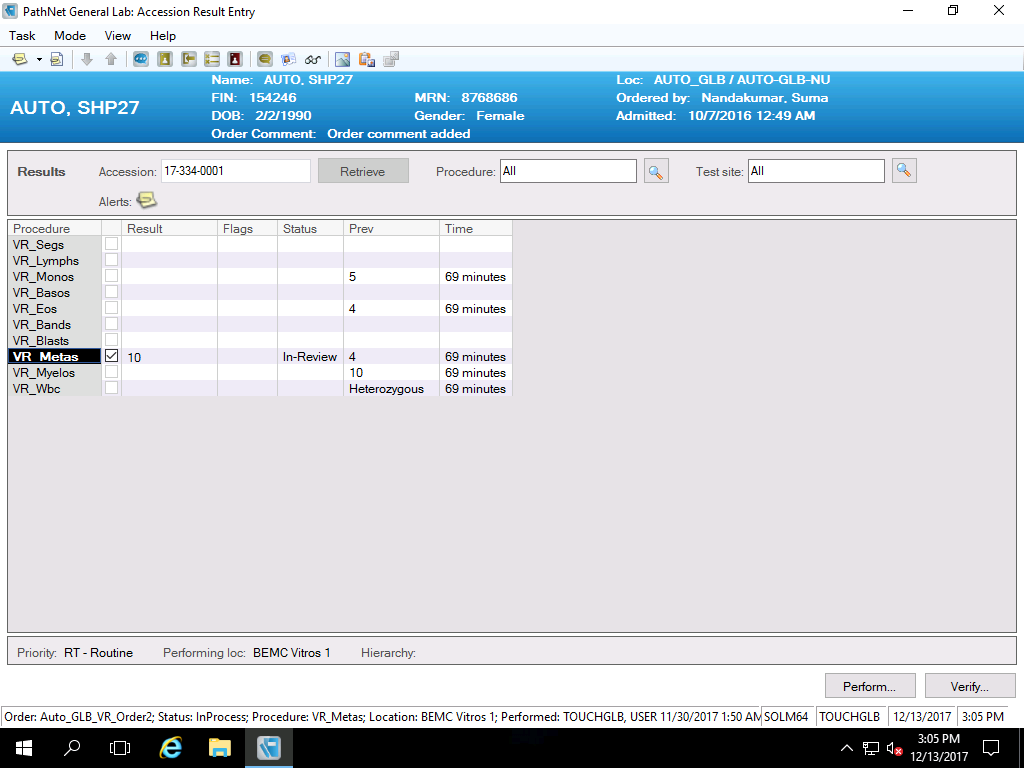 PathNet General Lab: Accession Result Entry
Task Mode View Help
AUTO, SHP27
Name: AUTO, SHP27 Loc: AUTO_GLB / AUTO-GLB-NU
FIN: 154246 MRN: 8768686 Ordered by: Nandakumar, Suma
DOB: 2/2/1990 Gender: Female Admitted: 10/7/2016 12:49 AM
Order Comment: Order comment added
Results Accession: 17-334-0001 Retrieve Procedure: All Test site: All
Alerts:
Procedure Result Flags Status Prev Time
VR_Segs
VR_Lymphs
VR_Monos 5 69 minutes
VR_Basos
VR_Eos 4 69 minutes
VR_Bands
VR_Blasts
VR_Metas 10 In-Review 4 69 minutes
VR_Myelos 10 69 minutes
VR_Wbc Heterozygous 69 minutes
Priority: RT - Routine Performing loc: BEMC Vitros 1 Hierarchy:
Perform... Verify...
Order: Auto_GLB_VR_Order2; Status: InProcess; Procedure: VR_Metas; Location: BEMC Vitros 1; Performed: TOUCHGLB, USER 11/30/2017 1:50 AM SOLM64 TOUCHGLB 12/13/2017 3:05 PM
3:05 PM
12/13/2017